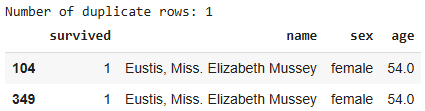 Number of duplicate rows: 1
survived name sex age
104 1 Eustis, Miss. Elizabeth Mussey female 54.0
349 1 Eustis, Miss. Elizabeth Mussey female 54.0